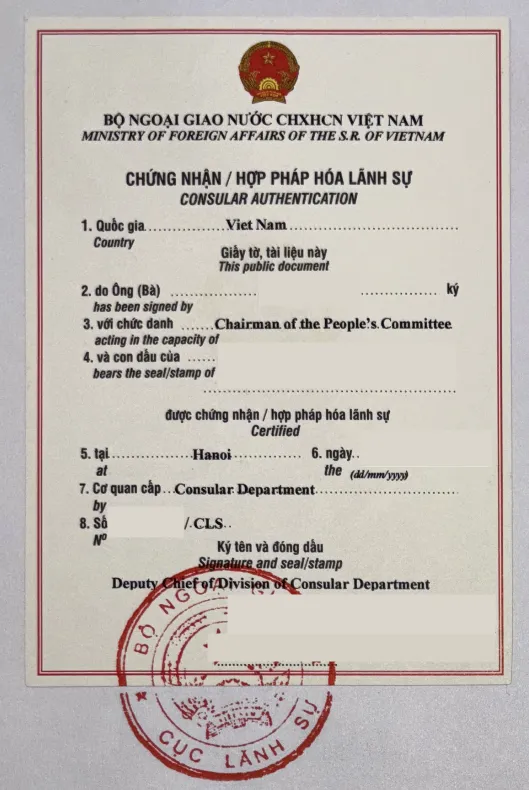 BỘ NGOẠI GIAO NƯỚC CHXHCN VIỆT NAM
MINISTRY OF FOREIGN AFFAIRS OF THE S.R. OF VIETNAM
CHỨNG NHẬN / HỢP PHÁP HÓA LÃNH SỰ
CONSULAR AUTHENTICATION
1. Quốc gia..................Viet Nam......................................
Country
Giấy tờ, tài liệu này
This public document
2. do Ông (Bà) .................... .................. ký
has been signed by
3. với chức danh .......Chairman of the People's Committee
acting in the capacity of
4. và con dấu của ......
bears the seal/stamp of
được chứng nhận / hợp pháp hóa lãnh sự
Certified
5. tại...................Hanoi................ 6. ngày.....
at the (dd/mm/yyyy)
7. Cơ quan cấp...Consular Department...............................
by
8. Số /.CLS..
Nº
Ký tên và đóng dấu
Signature and seal/stamp
Deputy Chief of Division of Consular Department
BỘ NGOẠI
CỤC LÃNH SỰ